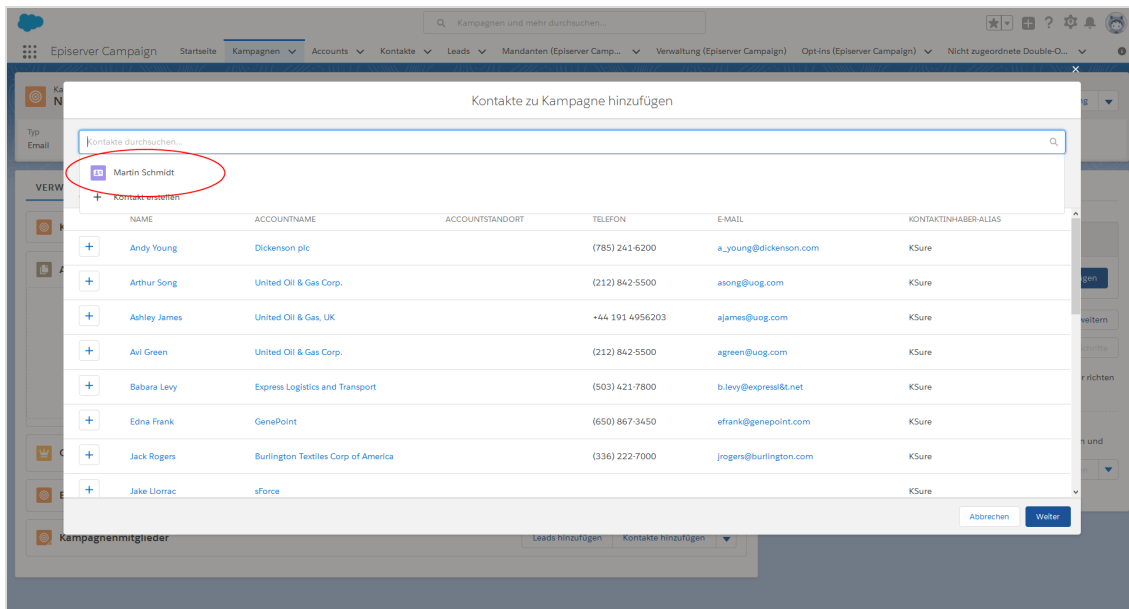 Kampagnen und mehr durchsuchen...
Episerver Campaign Startseite Kampagnen Accounts Kontakte Leads Mandanten (Episerver Camp... Verwaltung (Episerver Campaign) Opt-ins (Episerver Campaign) Nicht zugeordnete Double-O...
Ka
N
Kontakte zu Kampagne hinzufügen
Typ
Email
Kontakte durchsuchen...
Martin Schmidt
VERW
+ Kontakt erstellen
NAME ACCOUNTNAME ACCOUNTSTANDORT TELEFON E-MAIL KONTAKTINHABER-ALIAS
+ Andy Young Dickenson plc (785) 241-6200 a_young@dickenson.com KSure
+ Arthur Song United Oil & Gas Corp. (212) 842-5500 asong@uog.com KSure
+ Ashley James United Oil & Gas, UK +44 191 4956203 ajames@uog.com KSure
weitern
+ Avi Green United Oil & Gas Corp. (212) 842-5500 agreen@uog.com KSure
r richten
+ Babara Levy Express Logistics and Transport (503) 421-7800 b.levy@expressl&t.net KSure
+ Edna Frank GenePoint (650) 867-3450 efrank@genepoint.com KSure
n und
+ Jack Rogers Burlington Textiles Corp of America (336) 222-7000 jrogers@burlington.com KSure
+ Jake Llorrac sForce KSure
Abbrechen Weiter
Kampagnenmitglieder Leads hinzufügen Kontakte hinzufügen